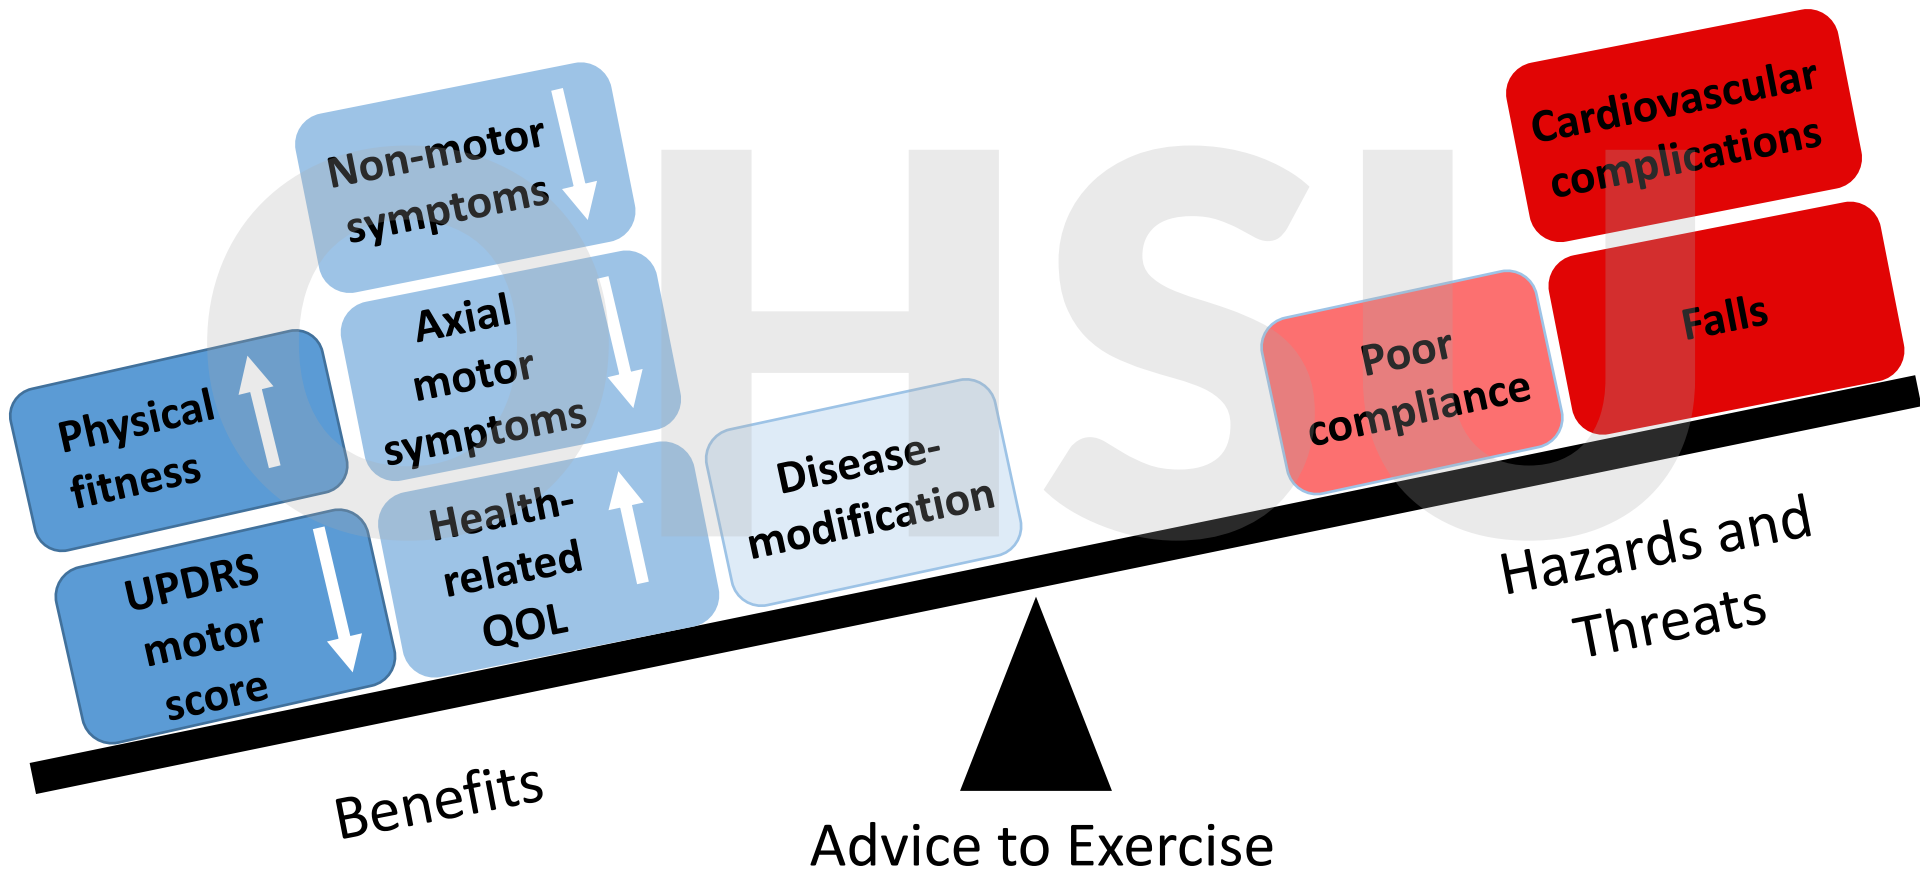 Non-motor
symptoms
Axial
motor
symptoms
Physical
fitness
UPDRS
motor
score
Health-
related
QOL
Disease-
modification
Poor
compliance
Cardiovascular
complications
Falls
Benefits
Hazards and
Threats
Advice to Exercise
OHSU